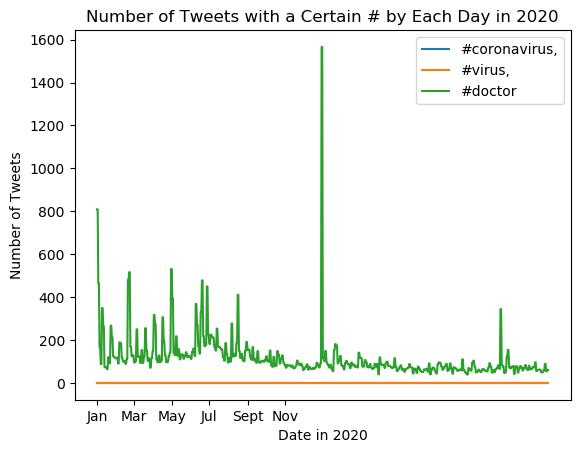 Number of Tweets with a Certain # by Each Day in 2020
#coronavirus,
#virus,
#doctor
Number of Tweets
1600
1400
1200
1000
800
600
400
200
0
Jan Mar May Jul Sept Nov
Date in 2020